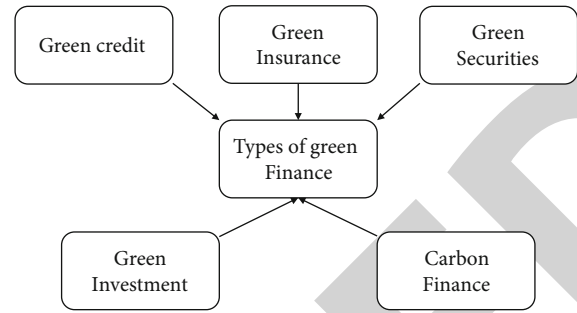 Green credit
Green
Insurance
Green
Securities
Types of green
Finance
Green
Investment
Carbon
Finance